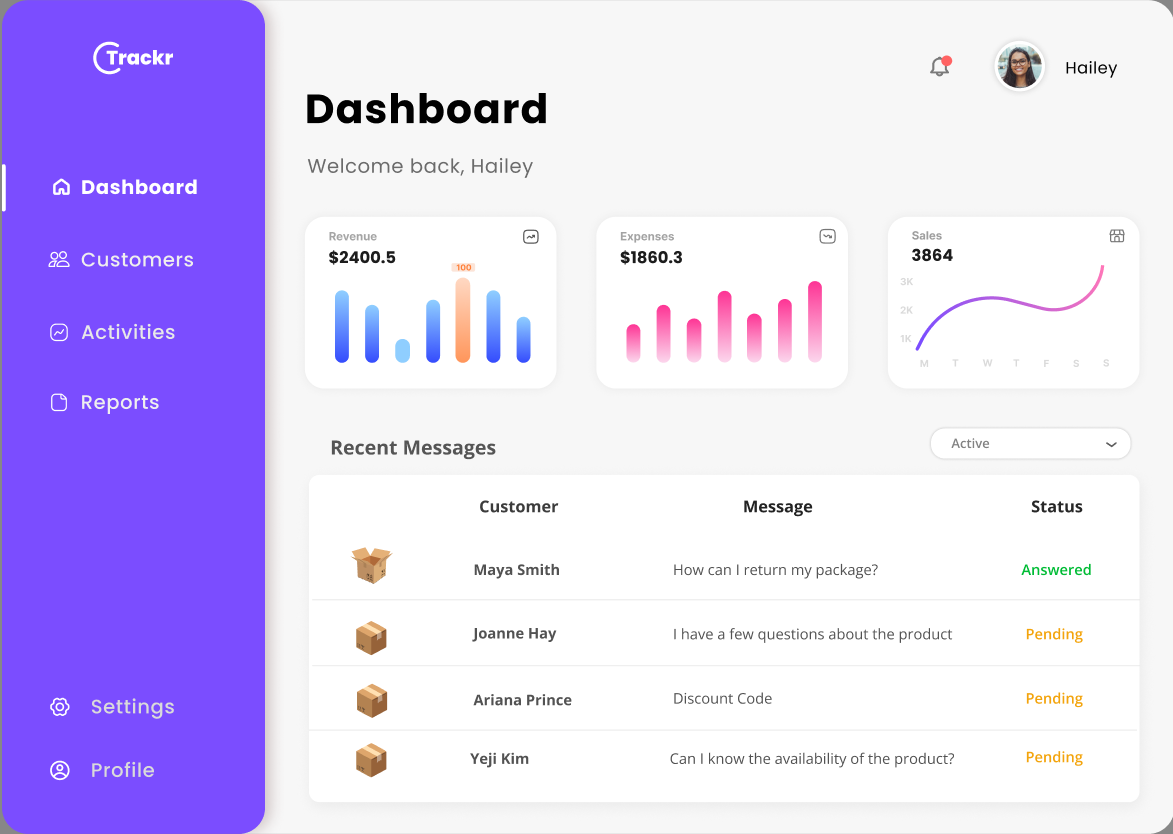 Trackr
Dashboard
Customers
Activities
Reports
Settings
Profile
Hailey
Dashboard
Welcome back, Hailey
Revenue
$2400.5
100
Expenses
$1860.3
Sales
3864
3K
2K
1K
M T W T F S S
Recent Messages
Active
Customer Message Status
Maya Smith How can I return my package? Answered
Joanne Hay I have a few questions about the product Pending
Ariana Prince Discount Code Pending
Yeji Kim Can I know the availability of the product? Pending